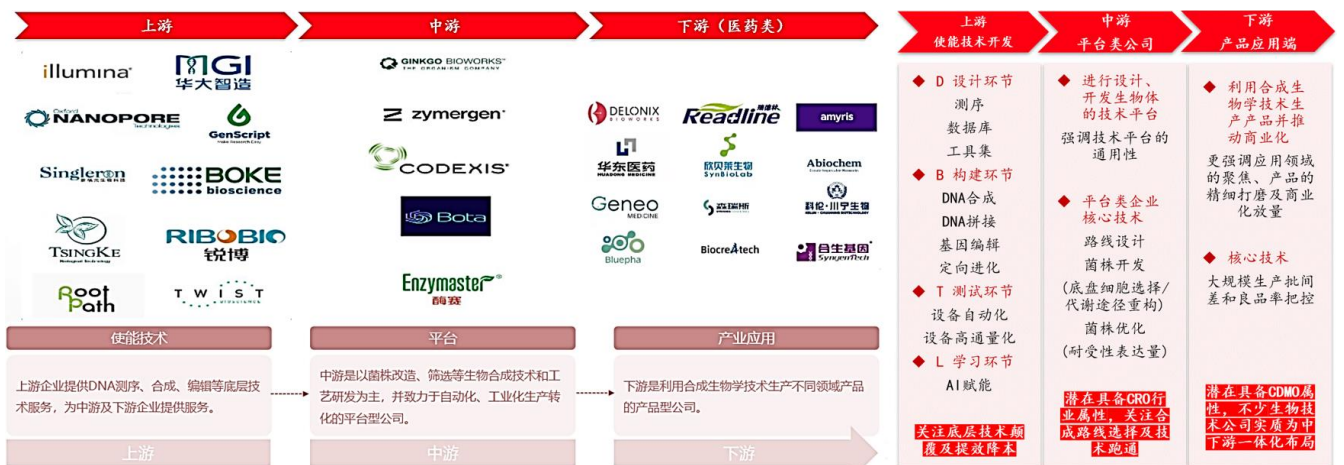 上游
中游
下游（医药类）
illumina®
MGI
华大智造
Oxford
NANOPORE
Technologies
GenScript
Make Research Easy
Singleron
BOKE
bioscience
TSINGKE
Biological Technology
RIBOBIO
锐博
Root
Path
TWIST
BIOSCIENCE
GINKGO BIOWORKS™
THE ORGANISM COMPANY
zymergen®
CODEXIS®
Bota
Enzymaster®
酶赛
DELONIX
BIOWORKS
Readline
瑞德林
amyris
华东医药
HUADONG MEDICINE
欣贝莱生物
SynBioLab
Abiochem
Geneo
MEDICINE
森瑞斯
科伦·川宁生物
KELUN - CHUANNING BIOTECHNOLOGY
Bluepha
BiocreAtech
合生基因
SyngenTech
使能技术
平台
产业应用
上游企业提供DNA测序、合成、编辑等底层技
术服务，为中游及下游企业提供服务。
中游是以菌株改造、筛选等生物合成技术和工
艺研发为主，并致力于自动化、工业化生产转
化的平台型公司。
下游是利用合成生物学技术生产不同领域产品
的产品型公司。
上游
中游
下游
上游
使能技术开发
中游
平台类公司
下游
产品应用端
D 设计环节
测序
数据库
工具集
B 构建环节
DNA合成
DNA拼接
基因编辑
定向进化
T 测试环节
设备自动化
设备高通量化
L 学习环节
AI赋能
关注底层技术颠
覆及提效降本
进行设计、
开发生物体
的技术平台
强调技术平台的
通用性
平台类企业
核心技术
路线设计
菌株开发
(底盘细胞选择/
代谢途径重构)
菌株优化
(耐受性表达量)
潜在具备CRO行
业属性，关注合
成路线选择及技
术跑通
利用合成生
物学技术生
产产品并推
动商业化
更强调应用领域
的聚焦、产品的
精细打磨及商业
化放量
核心技术
大规模生产批间
差和良品率把控
潜在具备CDMO属
性，不少生物技
术公司实质为中
下游一体化布局